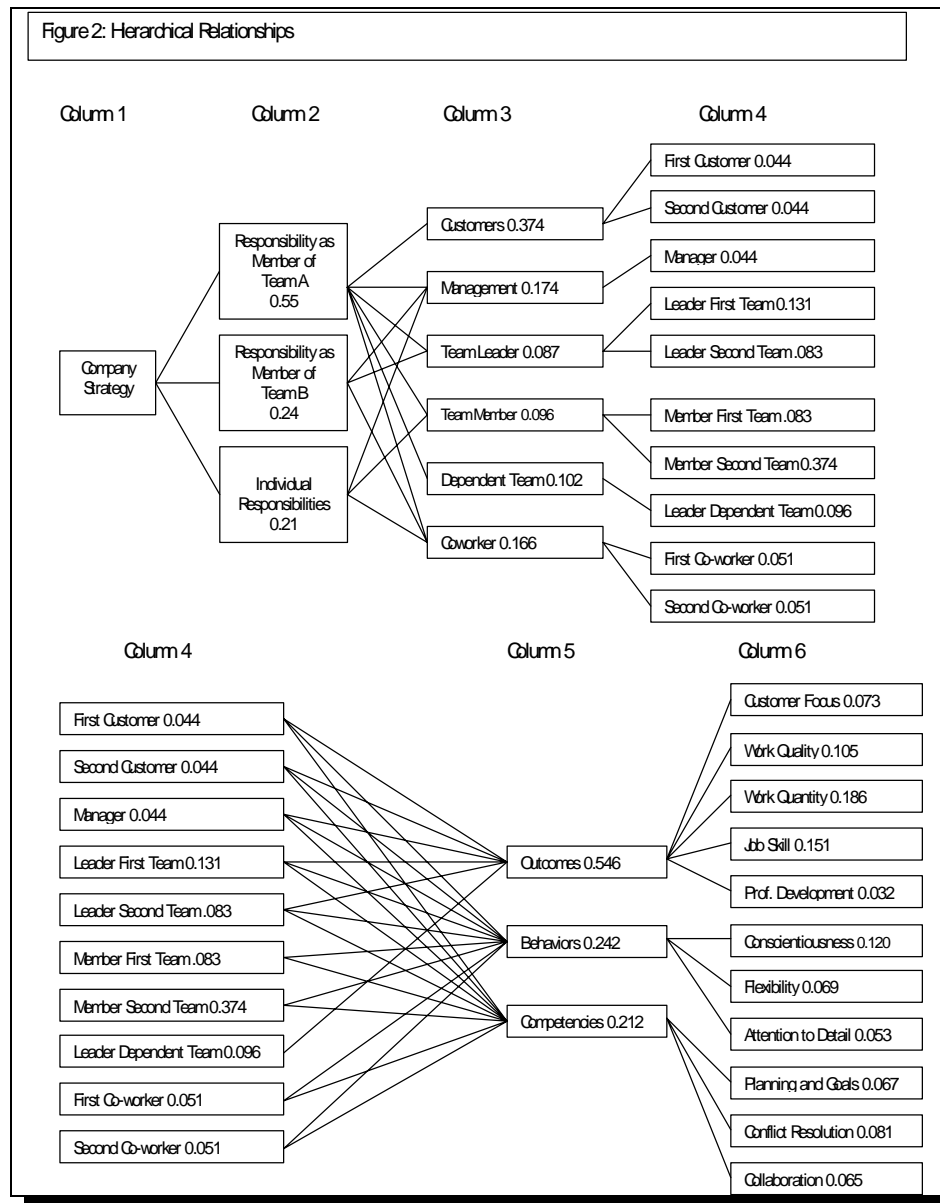 Figure 2: Herarchical Relationships
Column 1
Column 2
Column 3
Column 4
Company
Strategy
Responsibility as
Member of
Team A
0.55
Responsibility as
Member of
Team B
0.24
Individual
Responsibilities
0.21
Customers 0.374
Management 0.174
Team Leader 0.087
Team Member 0.096
Dependent Team 0.102
Coworker 0.166
First Customer 0.044
Second Customer 0.044
Manager 0.044
Leader First Team 0.131
Leader Second Team .083
Member First Team .083
Member Second Team 0.374
Leader Dependent Team 0.096
First Co-worker 0.051
Second Co-worker 0.051
Column 4
Column 5
Column 6
First Customer 0.044
Second Customer 0.044
Manager 0.044
Leader First Team 0.131
Leader Second Team .083
Member First Team .083
Member Second Team 0.374
Leader Dependent Team 0.096
First Co-worker 0.051
Second Co-worker 0.051
Outcomes 0.546
Behaviors 0.242
Competencies 0.212
Customer Focus 0.073
Work Quality 0.105
Work Quantity 0.186
Job Skill 0.151
Prof. Development 0.032
Conscientiousness 0.120
Flexibility 0.069
Attention to Detail 0.053
Planning and Goals 0.067
Conflict Resolution 0.081
Collaboration 0.065